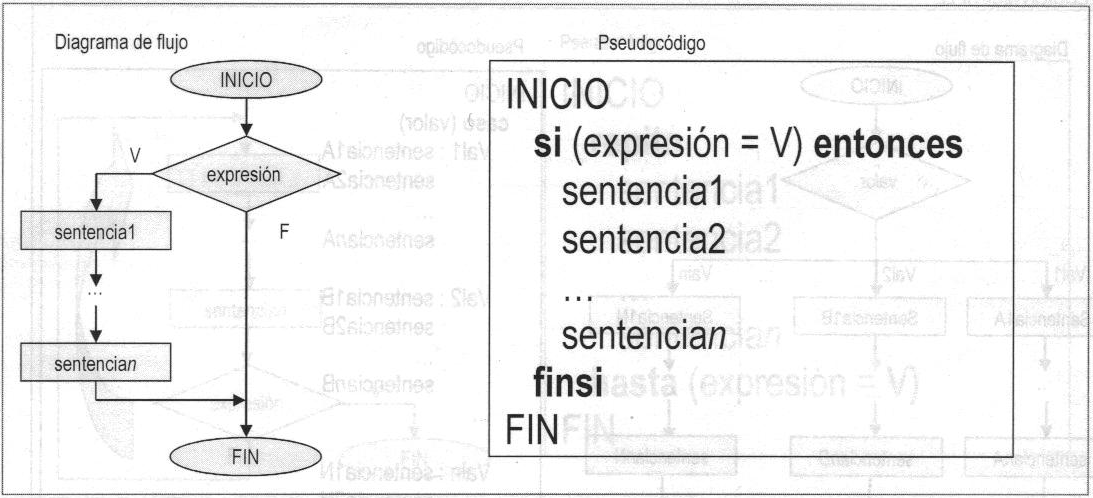 Diagrama de flujo
INICIO
V
expresión
F
sentencia1
...
sentencian
FIN
Pseudocódigo
INICIO
si (expresión = V) entonces
sentencia1
sentencia2
...
sentencian
finsi
FIN